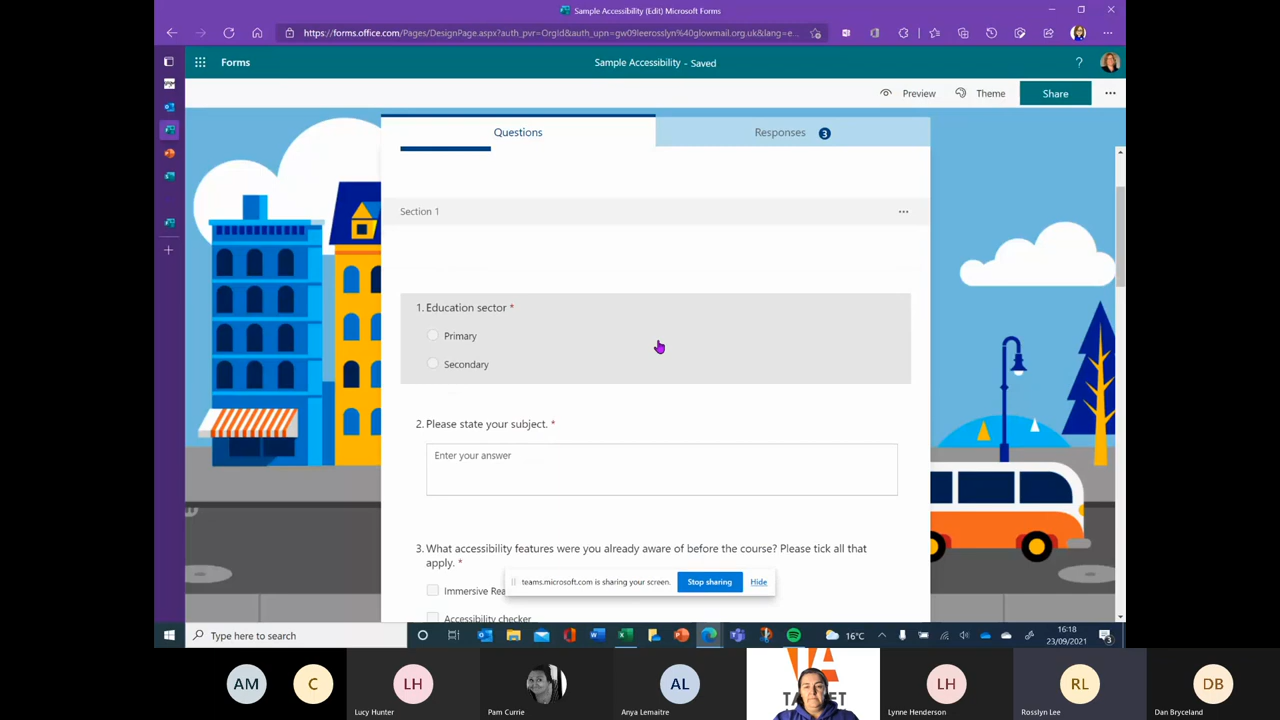 Sample Accessibility (Edit) Microsoft Forms
https://forms.office.com/Pages/DesignPage.aspx?auth_pvr=OrgId&auth_upn=gw09leerosslyn%40glowmail.org.uk&lang=e...
Forms
Sample Accessibility - Saved
?
Preview
Theme
Share
Questions
Responses 3
Section 1
1. Education sector *
Primary
Secondary
2. Please state your subject. *
Enter your answer
3. What accessibility features were you already aware of before the course? Please tick all that
apply. *
teams.microsoft.com is sharing your screen.
Stop sharing
Hide
Immersive Rea
Accessibility checker
Type here to search
16°C
16:18
23/09/2021
3
AM
C
LH
Lucy Hunter
Pam Currie
AL
Anya Lemaitre
LH
Lynne Henderson
RL
Rosslyn Lee
DB
Dan Bryceland